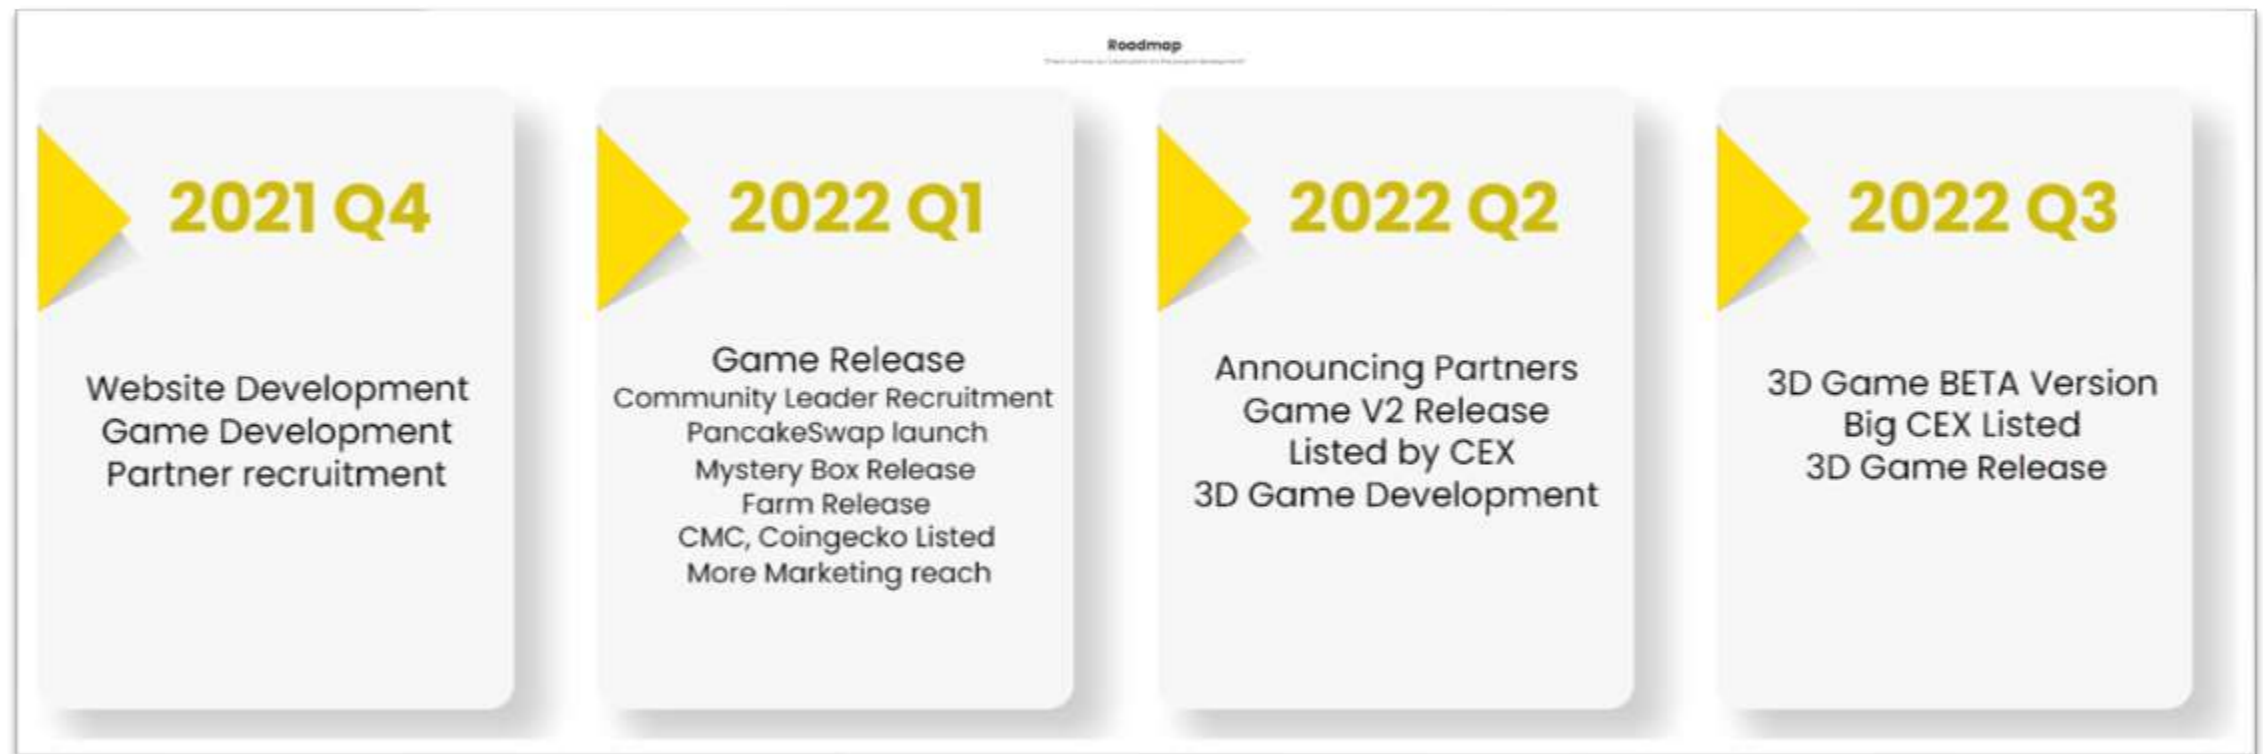 Roadmap
2021 Q4
Website Development
Game Development
Partner recruitment
2022 Q1
Game Release
Community Leader Recruitment
PancakeSwap launch
Mystery Box Release
Farm Release
CMC, Coingecko Listed
More Marketing reach
2022 Q2
Announcing Partners
Game V2 Release
Listed by CEX
3D Game Development
2022 Q3
3D Game BETA Version
Big CEX Listed
3D Game Release